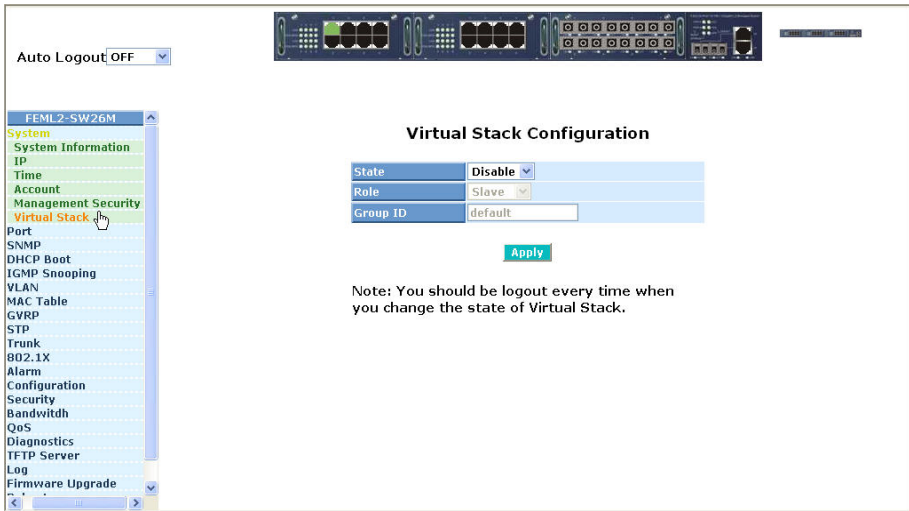 Auto Logout OFF
FEML2-SW26M
System
System Information
IP
Time
Account
Management Security
Virtual Stack
Port
SNMP
DHCP Boot
IGMP Snooping
VLAN
MAC Table
GVRP
STP
Trunk
802.1X
Alarm
Configuration
Security
Bandwitdh
QoS
Diagnostics
TFTP Server
Log
Firmware Upgrade
Virtual Stack Configuration
State Disable
Role Slave
Group ID default
Apply
Note: You should be logout every time when
you change the state of Virtual Stack.